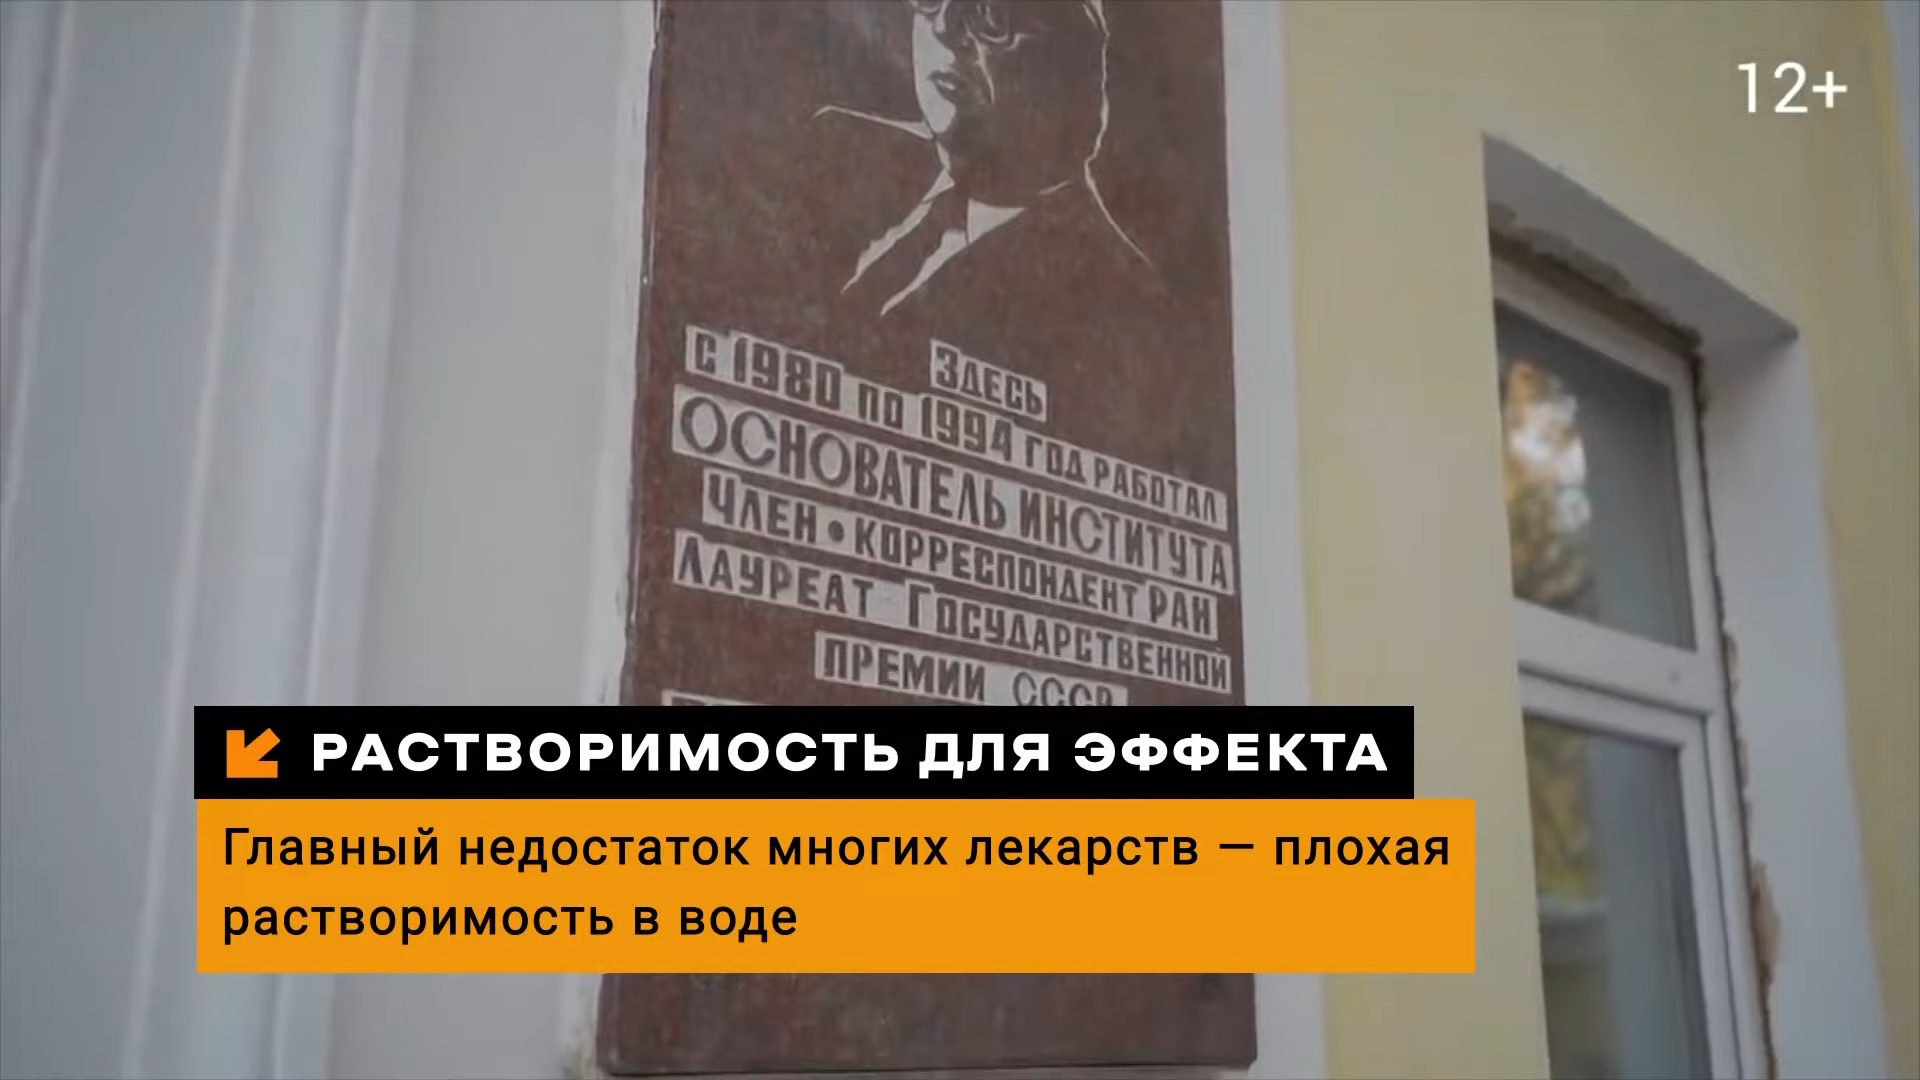 12+
ЗДЕСЬ
С 1980 ПО 1994 ГОД РАБОТАЛ
ОСНОВАТЕЛЬ ИНСТИТУТА
ЧЛЕН • КОРРЕСПОНДЕНТ РАН
ЛАУРЕАТ ГОСУДАРСТВЕННОЙ
ПРЕМИИ СССР
РАСТВОРИМОСТЬ ДЛЯ ЭФФЕКТА
Главный недостаток многих лекарств — плохая
растворимость в воде